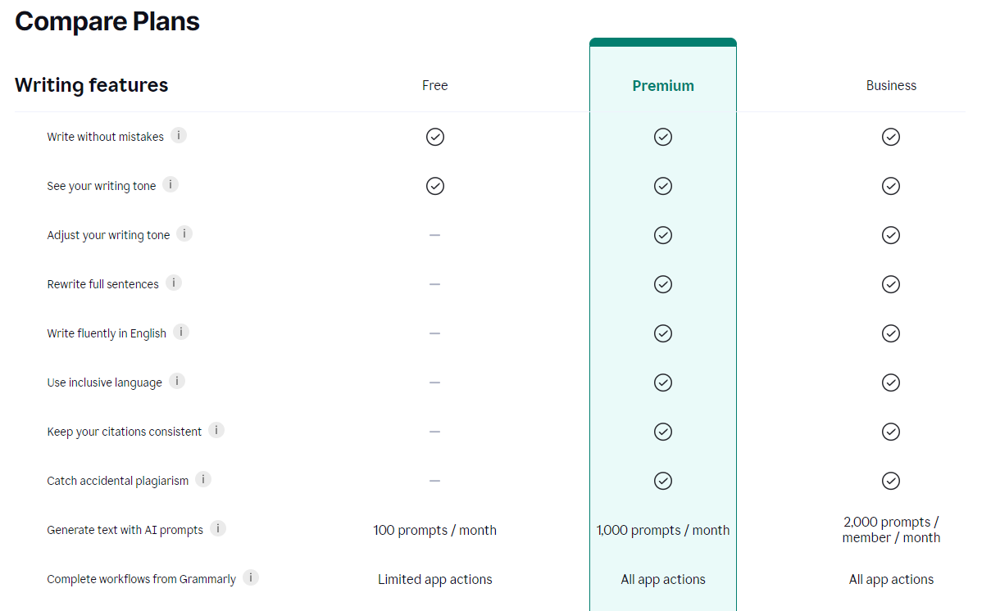 Compare Plans
Writing features Free Premium Business
Write without mistakes i
See your writing tone i
Adjust your writing tone i – 
Rewrite full sentences i – 
Write fluently in English i – 
Use inclusive language i – 
Keep your citations consistent i – 
Catch accidental plagiarism i – 
Generate text with AI prompts i 100 prompts / month 1,000 prompts / month 2,000 prompts /
member / month
Complete workflows from Grammarly i Limited app actions All app actions All app actions